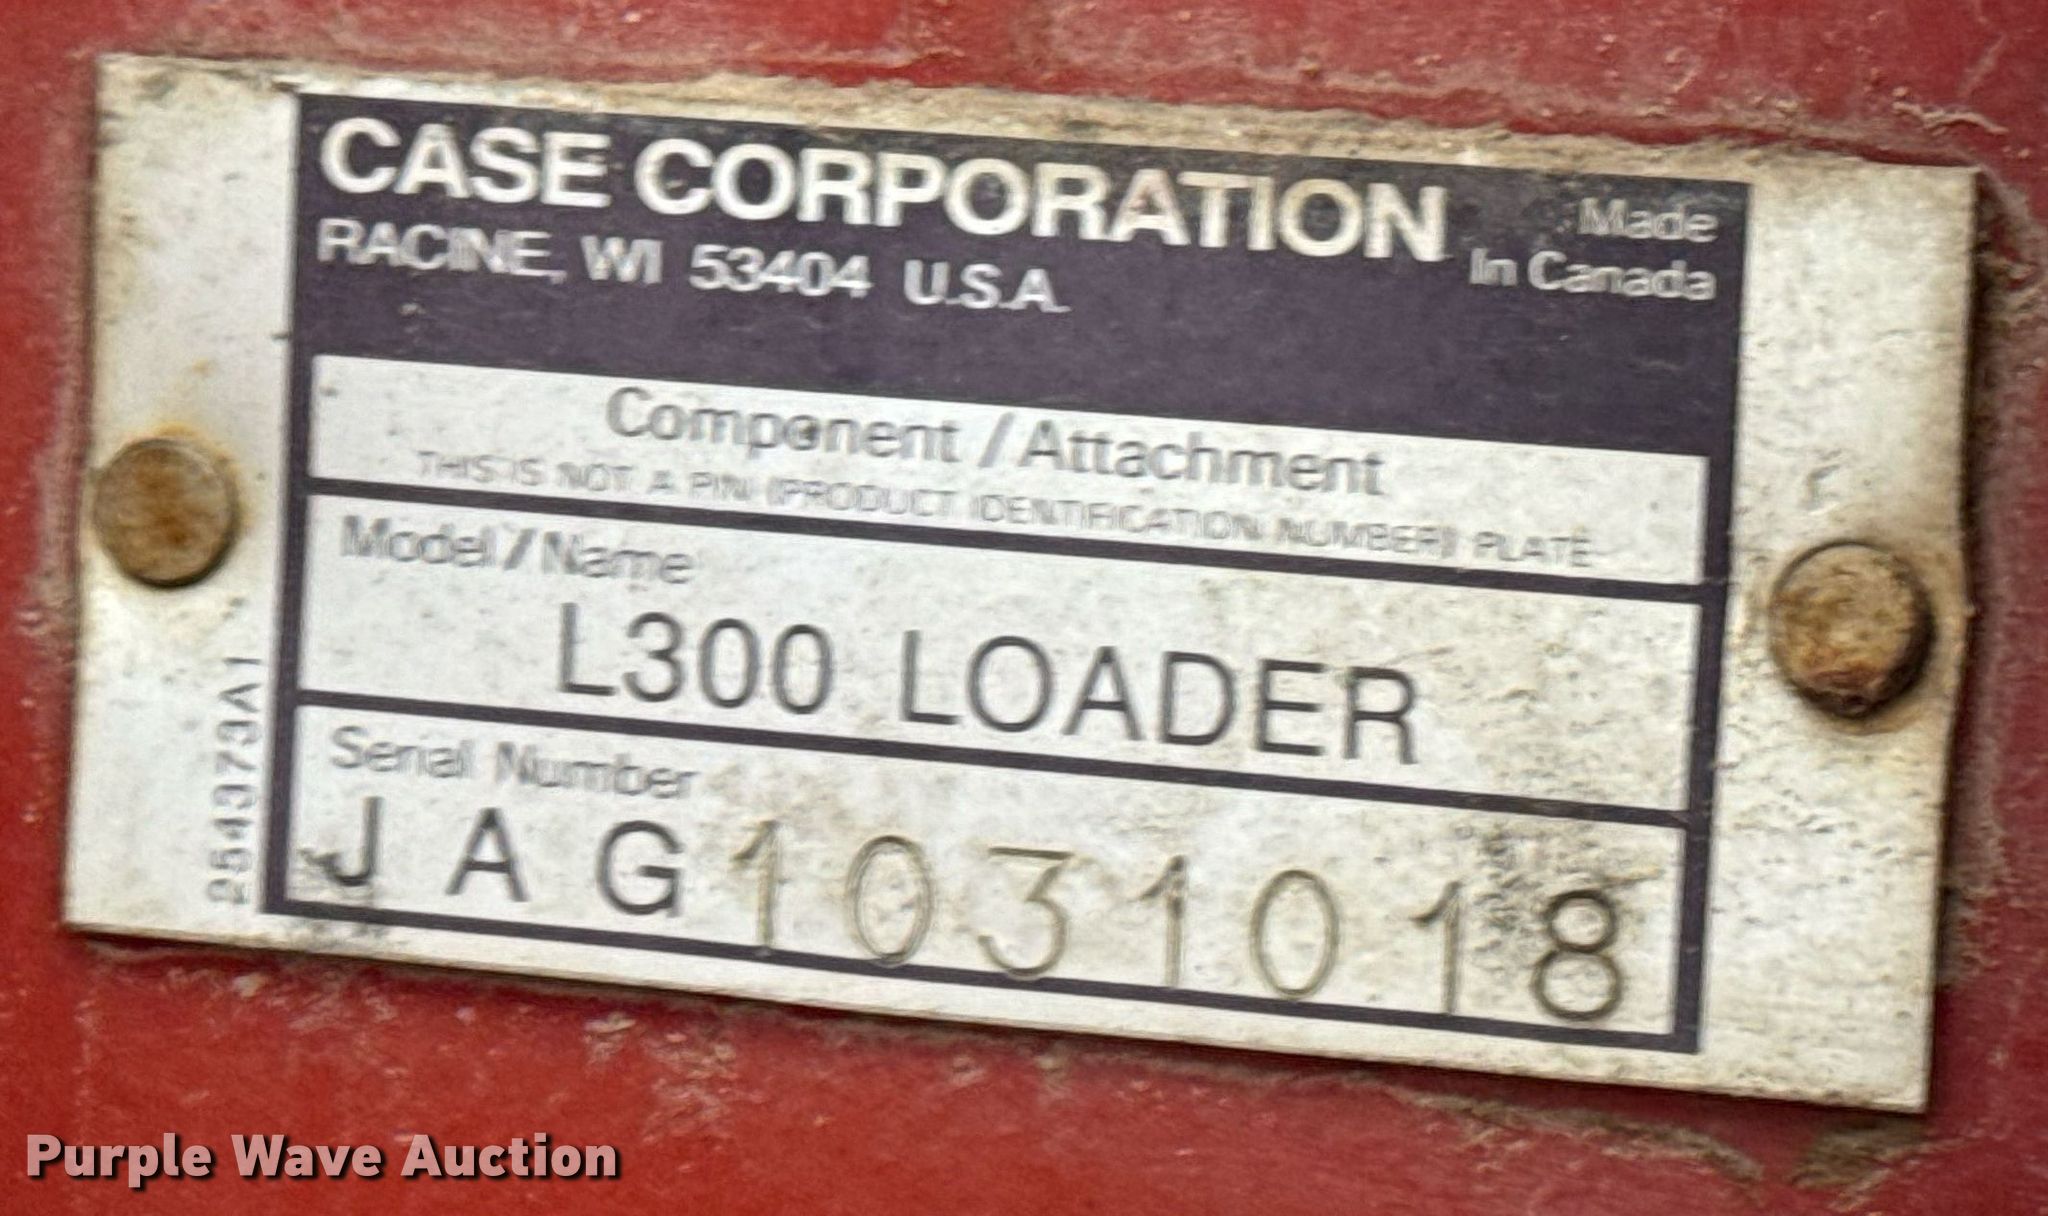 CASE CORPORATION
RACINE, WI 53404 U.S.A.
Made
In Canada
Component / Attachment
THIS IS NOT A PIN (PRODUCT IDENTIFICATION NUMBER) PLATE
Model / Name
L300 LOADER
Serial Number
JAG1031018
254373A1
Purple Wave Auction